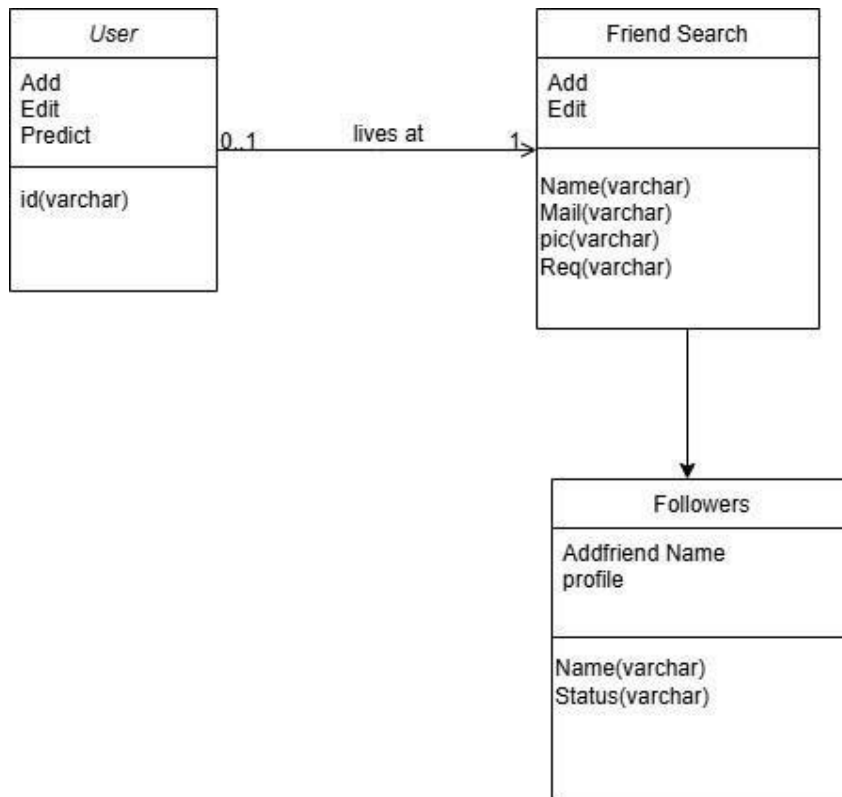 User
Add
Edit
Predict
id(varchar)
0..1
lives at
1
Friend Search
Add
Edit
Name(varchar)
Mail(varchar)
pic(varchar)
Req(varchar)
Followers
Addfriend Name
profile
Name(varchar)
Status(varchar)